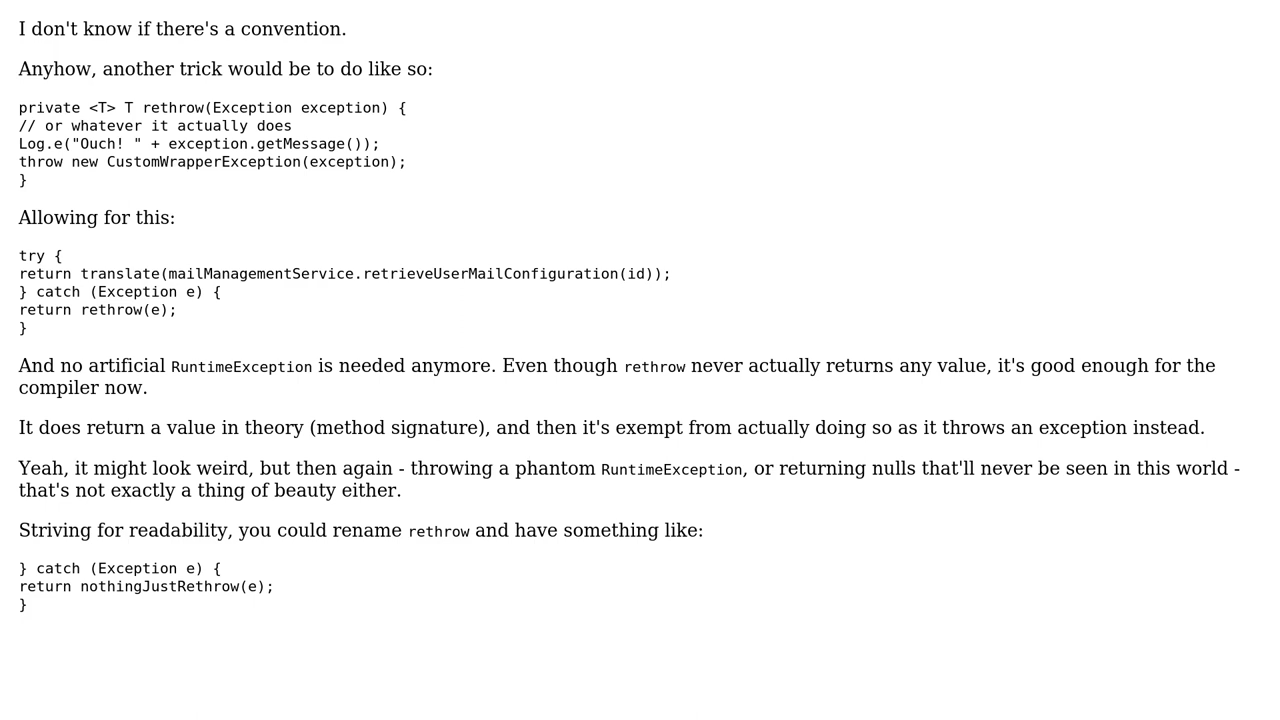 I don't know if there's a convention.
Anyhow, another trick would be to do like so:
private <T> T rethrow(Exception exception) {
// or whatever it actually does
Log.e("Ouch! " + exception.getMessage());
throw new CustomWrapperException(exception);
}
Allowing for this:
try {
return translate(mailManagementService.retrieveUserMailConfiguration(id));
} catch (Exception e) {
return rethrow(e);
}
And no artificial RuntimeException is needed anymore. Even though rethrow never actually returns any value, it's good enough for the
compiler now.
It does return a value in theory (method signature), and then it's exempt from actually doing so as it throws an exception instead.
Yeah, it might look weird, but then again - throwing a phantom RuntimeException, or returning nulls that'll never be seen in this world -
that's not exactly a thing of beauty either.
Striving for readability, you could rename rethrow and have something like:
} catch (Exception e) {
return nothingJustRethrow(e);
}